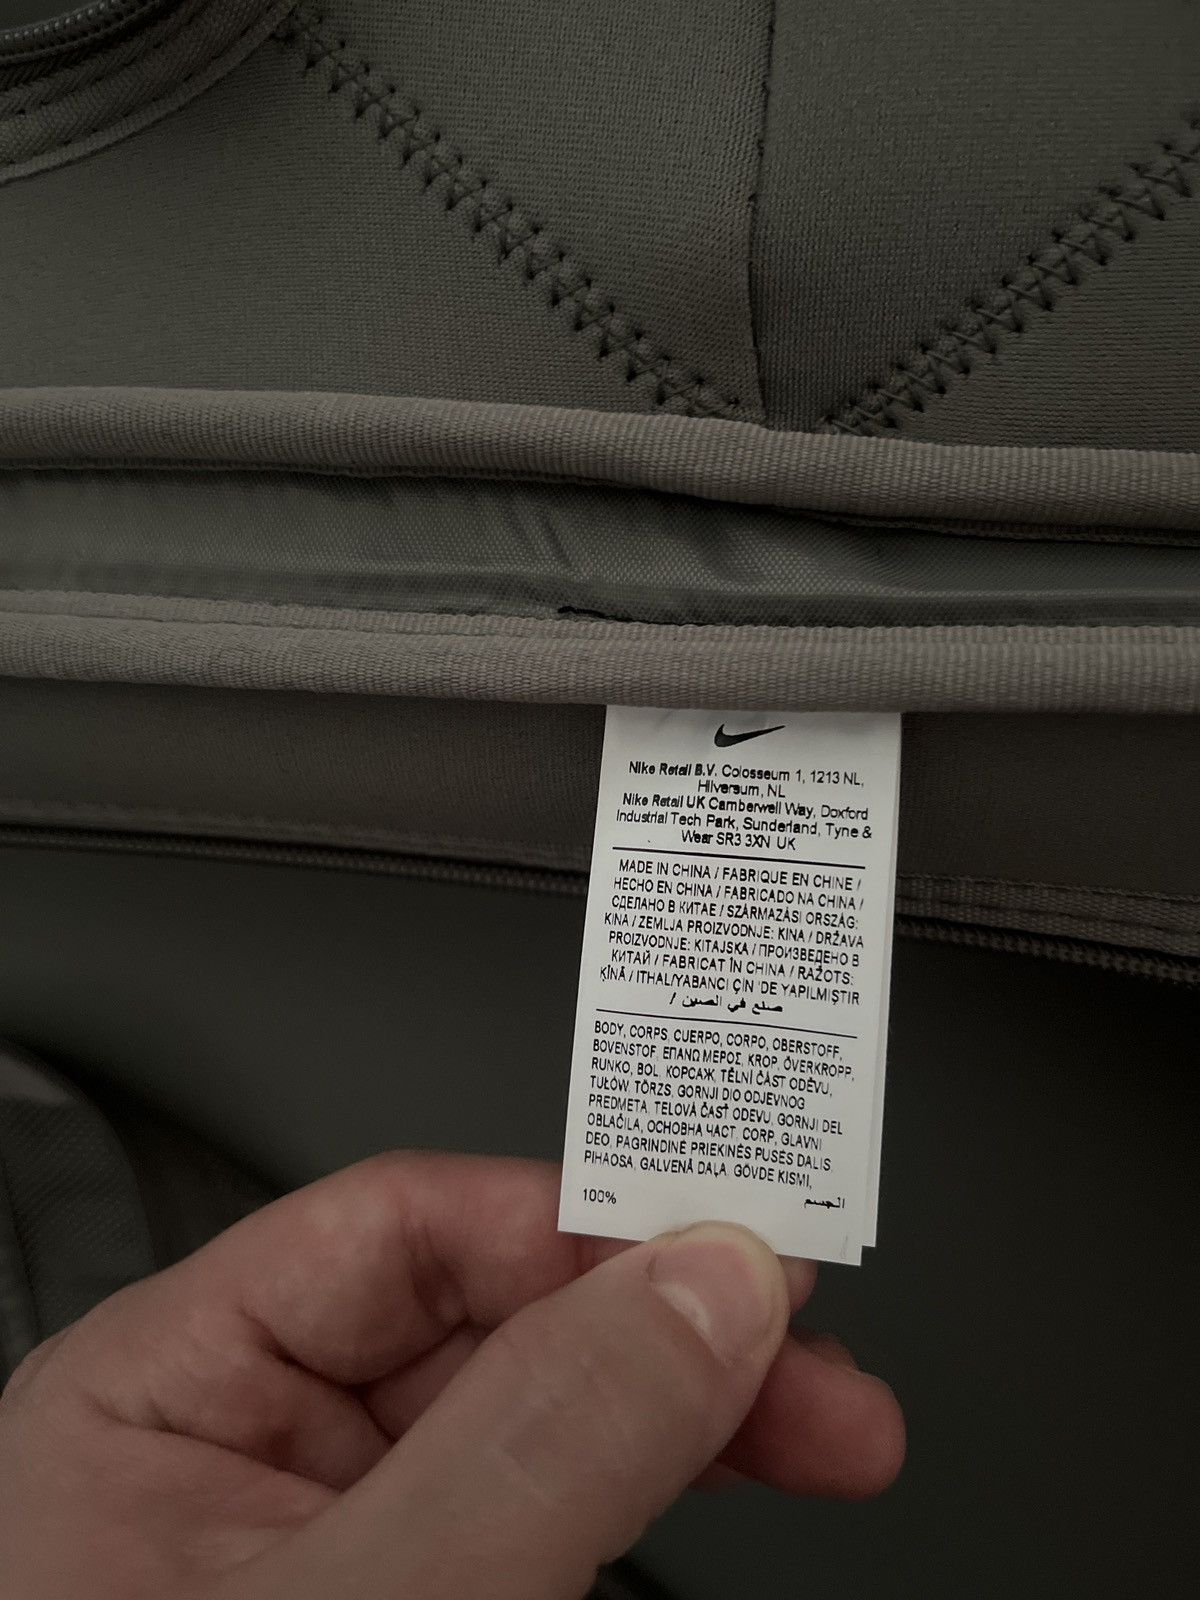 Nike Retail B.V. Colosseum 1, 1213 NL,
Hilversum, NL
Nike Retail UK Camberwell Way, Doxford
Industrial Tech Park, Sunderland, Tyne &
Wear SR3 3XN UK
MADE IN CHINA / FABRIQUE EN CHINE /
HECHO EN CHINA / FABRICADO NA CHINA /
СДЕЛАНО В КИТАЕ / SZÁRMAZÁSI ORSZÁG:
KINA / ZEMLJA PROIZVODNJE: KINA / DRŽAVA
PROIZVODNJE: KITAJSKA / ПРОИЗВЕДЕНО В
КИТАЙ / FABRICAT ÎN CHINA / RAŽOTS:
ĶĪNĀ / ITHAL/YABANCI ÇİN 'DE YAPILMIŞTIR
/ صنع في الصين
BODY, CORPS, CUERPO, CORPO, OBERSTOFF,
BOVENSTOF, ΕΠΑΝΩ ΜΕΡΟΣ, KROP, ÖVERKROPP,
RUNKO, BOL, КОРСАЖ, TĚLNÍ ČÁST ODĚVU,
TUŁÓW, TÖRZS, GORNJI DIO ODJEVNOG
PREDMETA, TELOVÁ ČASŤ ODEVU, GORNJI DEL
OBLAČILA, ОСНОВНА ЧАСТ, CORP, GLAVNI
DEO, PAGRINDINĖ PRIEKINĖS PUSĖS DALIS,
PIHAOSA, GALVENĀ DAĻA, GÖVDE KISMI,
الجسم
100%